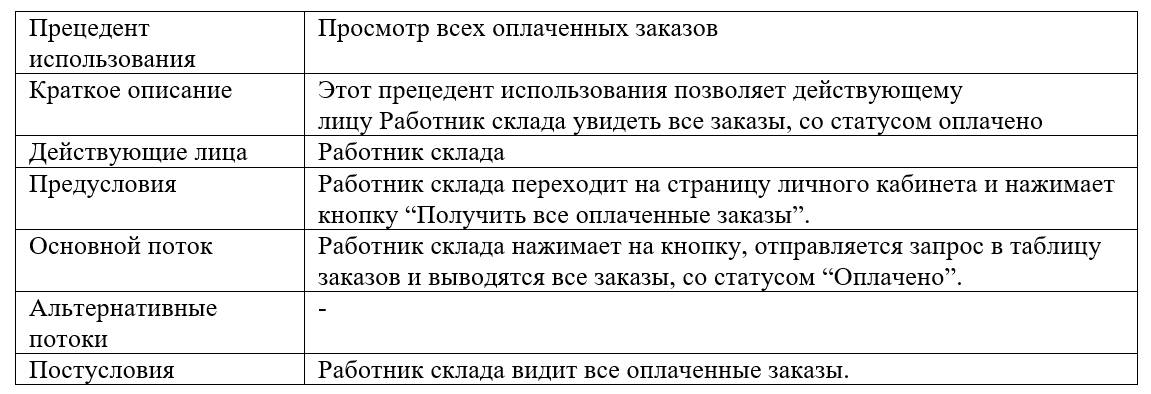 Прецедент использования
Просмотр всех оплаченных заказов
Краткое описание
Этот прецедент использования позволяет действующему
лицу Работник склада увидеть все заказы, со статусом оплачено
Действующие лица
Работник склада
Предусловия
Работник склада переходит на страницу личного кабинета и нажимает
кнопку “Получить все оплаченные заказы”.
Основной поток
Работник склада нажимает на кнопку, отправляется запрос в таблицу
заказов и выводятся все заказы, со статусом “Оплачено”.
Альтернативные
потоки
-
Постусловия
Работник склада видит все оплаченные заказы.